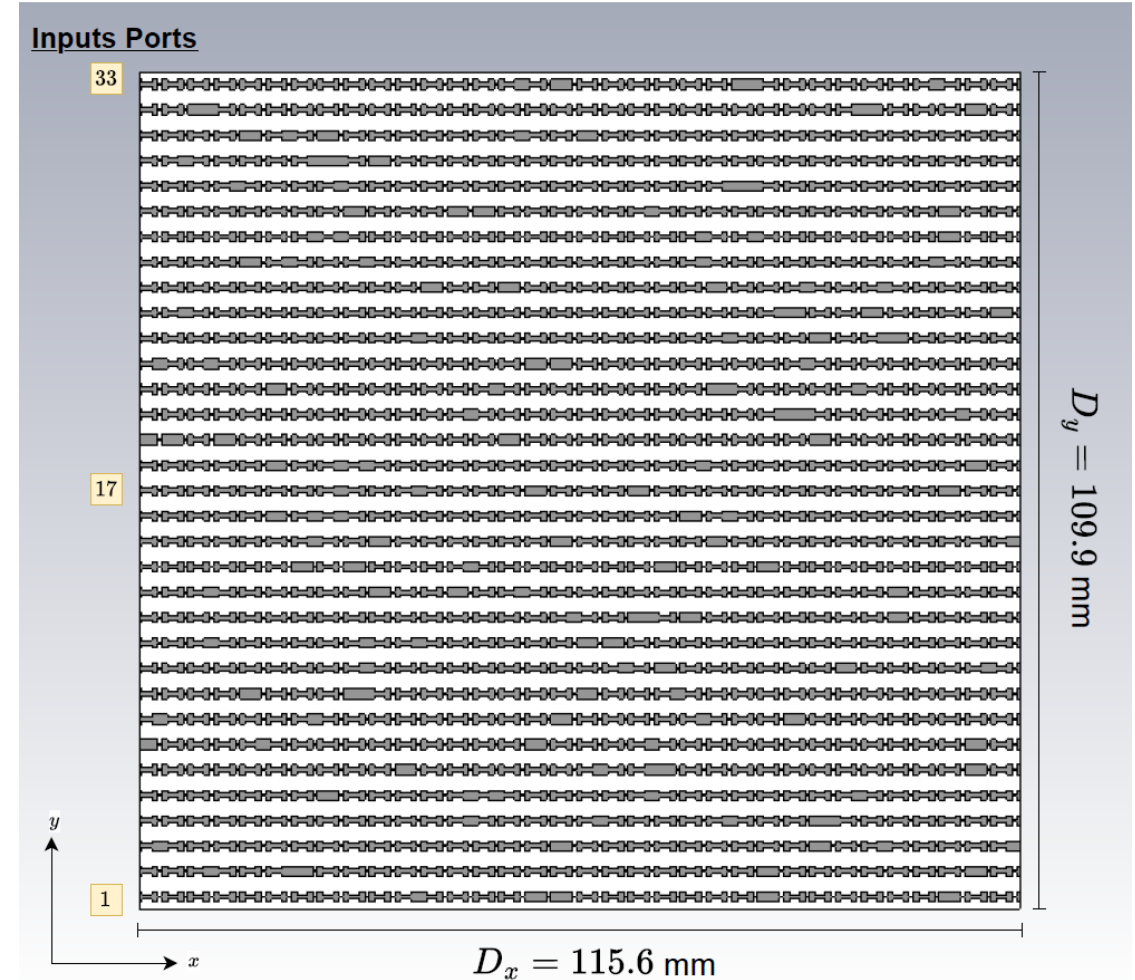 Inputs Ports
33
17
1
D_y = 109.9 mm
y
x
D_x = 115.6 mm